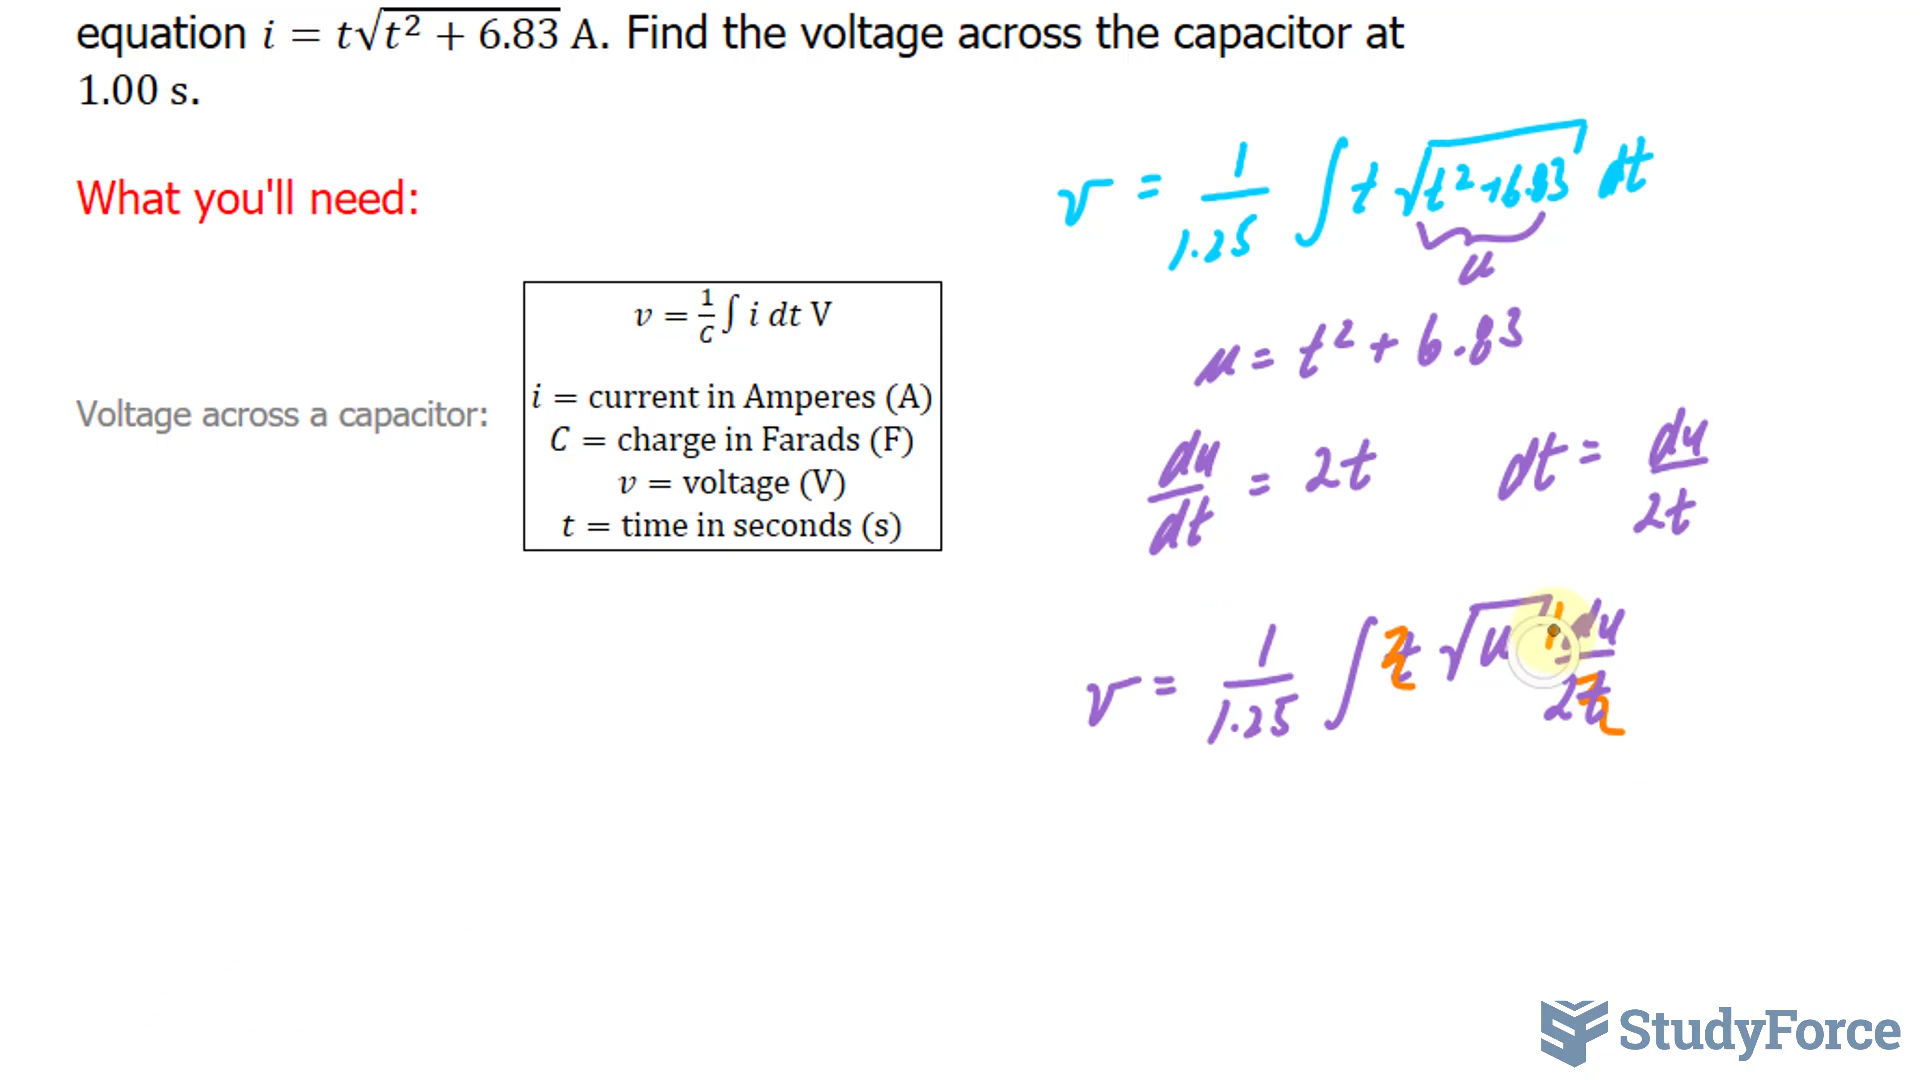 equation i = t√t² + 6.83 A. Find the voltage across the capacitor at
1.00 s.
What you'll need:
Voltage across a capacitor:
v = 1/C ∫ i dt V
i = current in Amperes (A)
C = charge in Farads (F)
v = voltage (V)
t = time in seconds (s)
v = 1/1.25 ∫ t √t² + 6.83 dt
u
u = t² + 6.83
du/dt = 2t dt = du/2t
v = 1/1.25 ∫ t √u du/2t
StudyForce